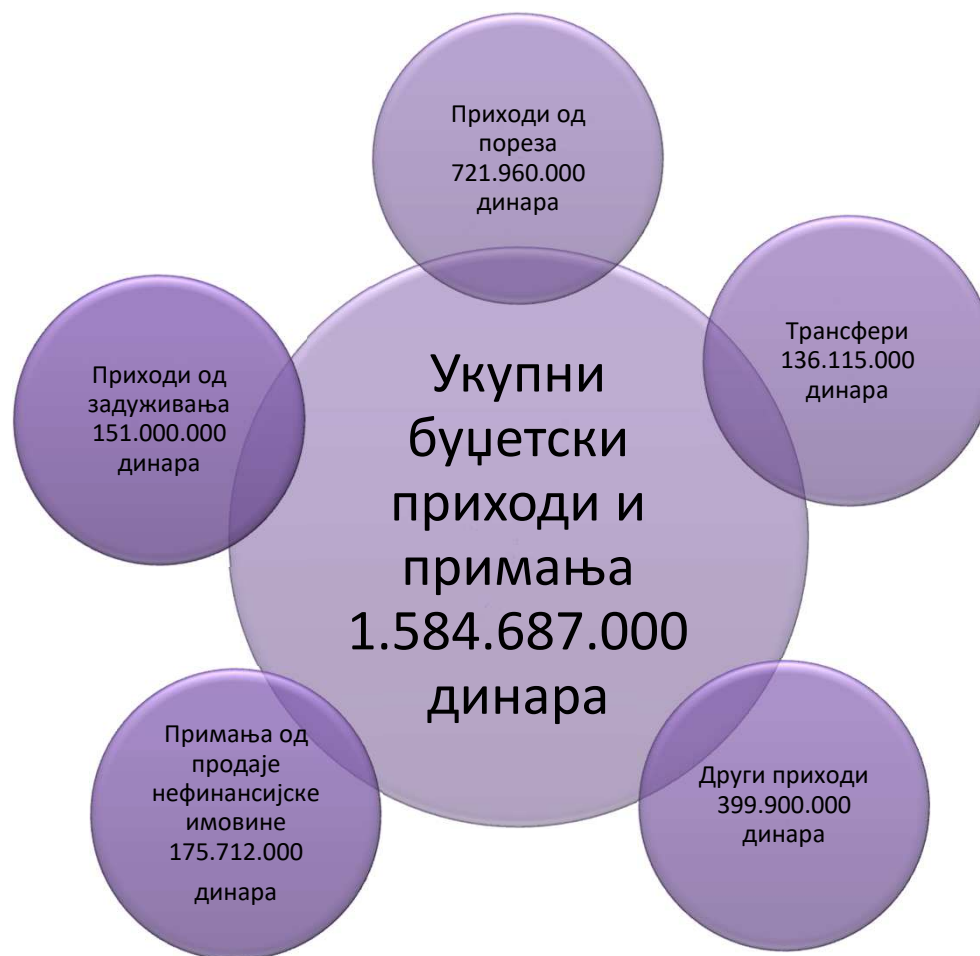 Приходи од
пореза
721.960.000
динара
Трансфери
136.115.000
динара
Приходи од
задуживања
151.000.000
динара
Укупни
буџетски
приходи и
примања
1.584.687.000
динара
Примања од
продаје
нефинансијске
имовине
175.712.000
динара
Други приходи
399.900.000
динара